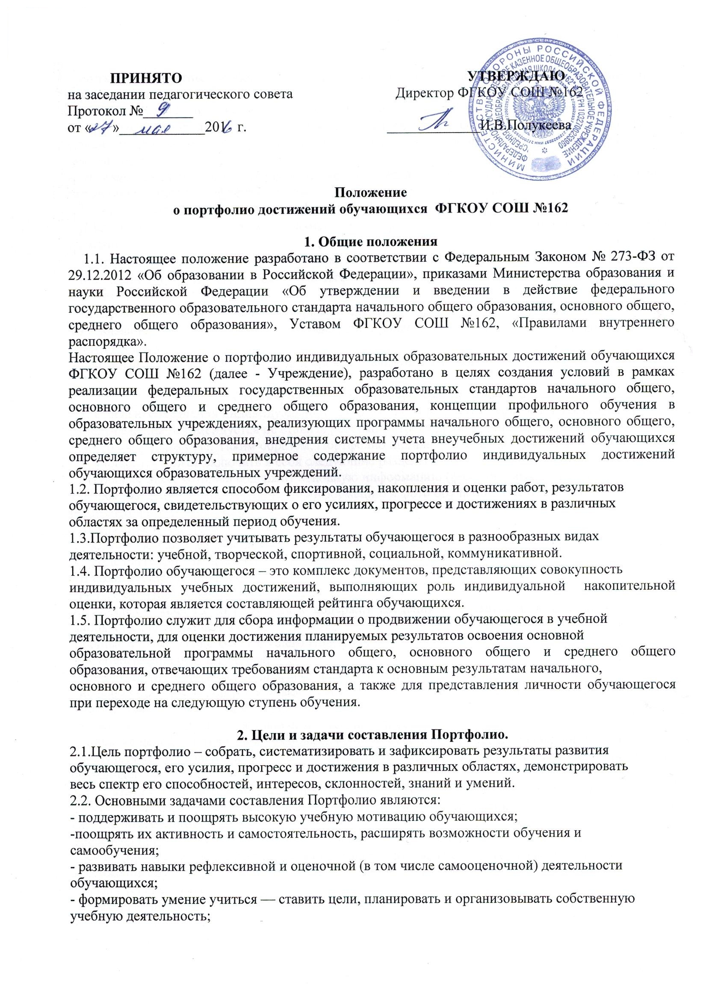 ПРИНЯТО
на заседании педагогического совета
Протокол № 9
от «27» мая 2016 г.
УТВЕРЖДАЮ
Директор ФГКОУ СОШ №162
И.В.Полукеева
МИНИСТЕРСТВО ОБОРОНЫ РОССИЙСКОЙ ФЕДЕРАЦИИ
ФЕДЕРАЛЬНОЕ ГОСУДАРСТВЕННОЕ КАЗЕННОЕ ОБЩЕОБРАЗОВАТЕЛЬНОЕ УЧРЕЖДЕНИЕ
"СРЕДНЯЯ ОБЩЕОБРАЗОВАТЕЛЬНАЯ ШКОЛА № 162" * ОГРН 1032700253960
Положение
о портфолио достижений обучающихся ФГКОУ СОШ №162
1. Общие положения
1.1. Настоящее положение разработано в соответствии с Федеральным Законом № 273-ФЗ от
29.12.2012 «Об образовании в Российской Федерации», приказами Министерства образования и
науки Российской Федерации «Об утверждении и введении в действие федерального
государственного образовательного стандарта начального общего образования, основного общего,
среднего общего образования», Уставом ФГКОУ СОШ №162, «Правилами внутреннего
распорядка».
Настоящее Положение о портфолио индивидуальных образовательных достижений обучающихся
ФГКОУ СОШ №162 (далее - Учреждение), разработано в целях создания условий в рамках
реализации федеральных государственных образовательных стандартов начального общего,
основного общего и среднего общего образования, концепции профильного обучения в
образовательных учреждениях, реализующих программы начального общего, основного общего,
среднего общего образования, внедрения системы учета внеучебных достижений обучающихся
определяет структуру, примерное содержание портфолио индивидуальных достижений
обучающихся образовательных учреждений.
1.2. Портфолио является способом фиксирования, накопления и оценки работ, результатов
обучающегося, свидетельствующих о его усилиях, прогрессе и достижениях в различных
областях за определенный период обучения.
1.3.Портфолио позволяет учитывать результаты обучающегося в разнообразных видах
деятельности: учебной, творческой, спортивной, социальной, коммуникативной.
1.4. Портфолио обучающегося – это комплекс документов, представляющих совокупность
индивидуальных учебных достижений, выполняющих роль индивидуальной накопительной
оценки, которая является составляющей рейтинга обучающихся.
1.5. Портфолио служит для сбора информации о продвижении обучающегося в учебной
деятельности, для оценки достижения планируемых результатов освоения основной
образовательной программы начального общего, основного общего и среднего общего
образования, отвечающих требованиям стандарта к основным результатам начального,
основного и среднего общего образования, а также для представления личности обучающегося
при переходе на следующую ступень обучения.
2. Цели и задачи составления Портфолио.
2.1.Цель портфолио – собрать, систематизировать и зафиксировать результаты развития
обучающегося, его усилия, прогресс и достижения в различных областях, демонстрировать
весь спектр его способностей, интересов, склонностей, знаний и умений.
2.2. Основными задачами составления Портфолио являются:
- поддерживать и поощрять высокую учебную мотивацию обучающихся;
-поощрять их активность и самостоятельность, расширять возможности обучения и
самообучения;
- развивать навыки рефлексивной и оценочной (в том числе самооценочной) деятельности
обучающихся;
- формировать умение учиться — ставить цели, планировать и организовывать собственную
учебную деятельность;